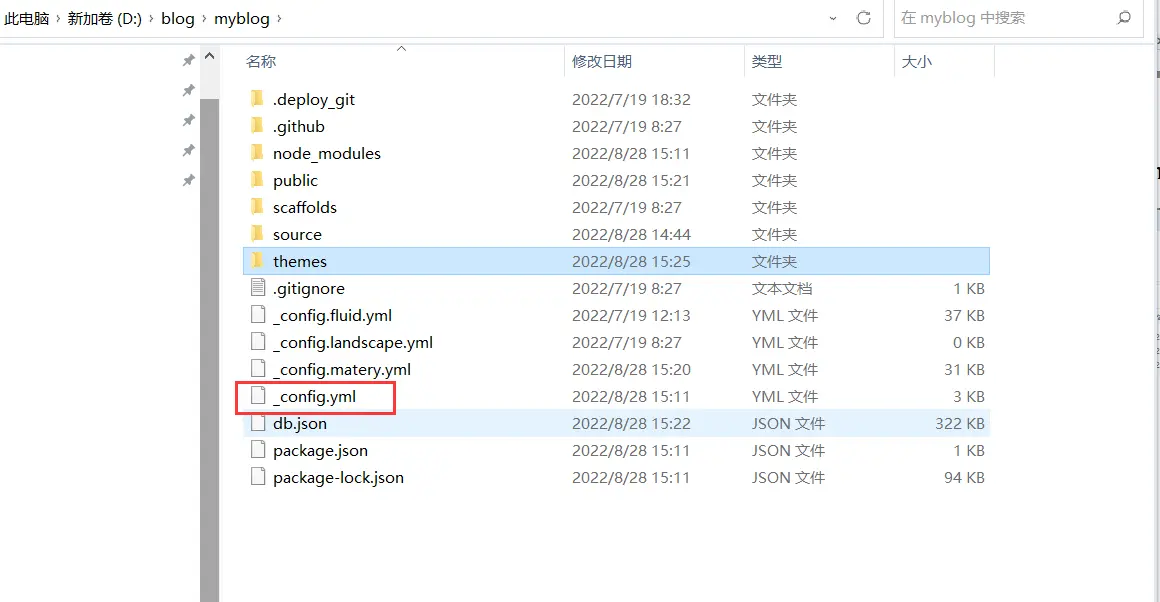 此电脑 › 新加卷 (D:) › blog › myblog ›
在 myblog 中搜索
名称 修改日期 类型 大小
.deploy_git 2022/7/19 18:32 文件夹
.github 2022/7/19 8:27 文件夹
node_modules 2022/8/28 15:11 文件夹
public 2022/8/28 15:21 文件夹
scaffolds 2022/7/19 8:27 文件夹
source 2022/8/28 14:44 文件夹
themes 2022/8/28 15:25 文件夹
.gitignore 2022/7/19 8:27 文本文档 1 KB
_config.fluid.yml 2022/7/19 12:13 YML 文件 37 KB
_config.landscape.yml 2022/7/19 8:27 YML 文件 0 KB
_config.matery.yml 2022/8/28 15:20 YML 文件 31 KB
_config.yml 2022/8/28 15:11 YML 文件 3 KB
db.json 2022/8/28 15:22 JSON 文件 322 KB
package.json 2022/8/28 15:11 JSON 文件 1 KB
package-lock.json 2022/8/28 15:11 JSON 文件 94 KB